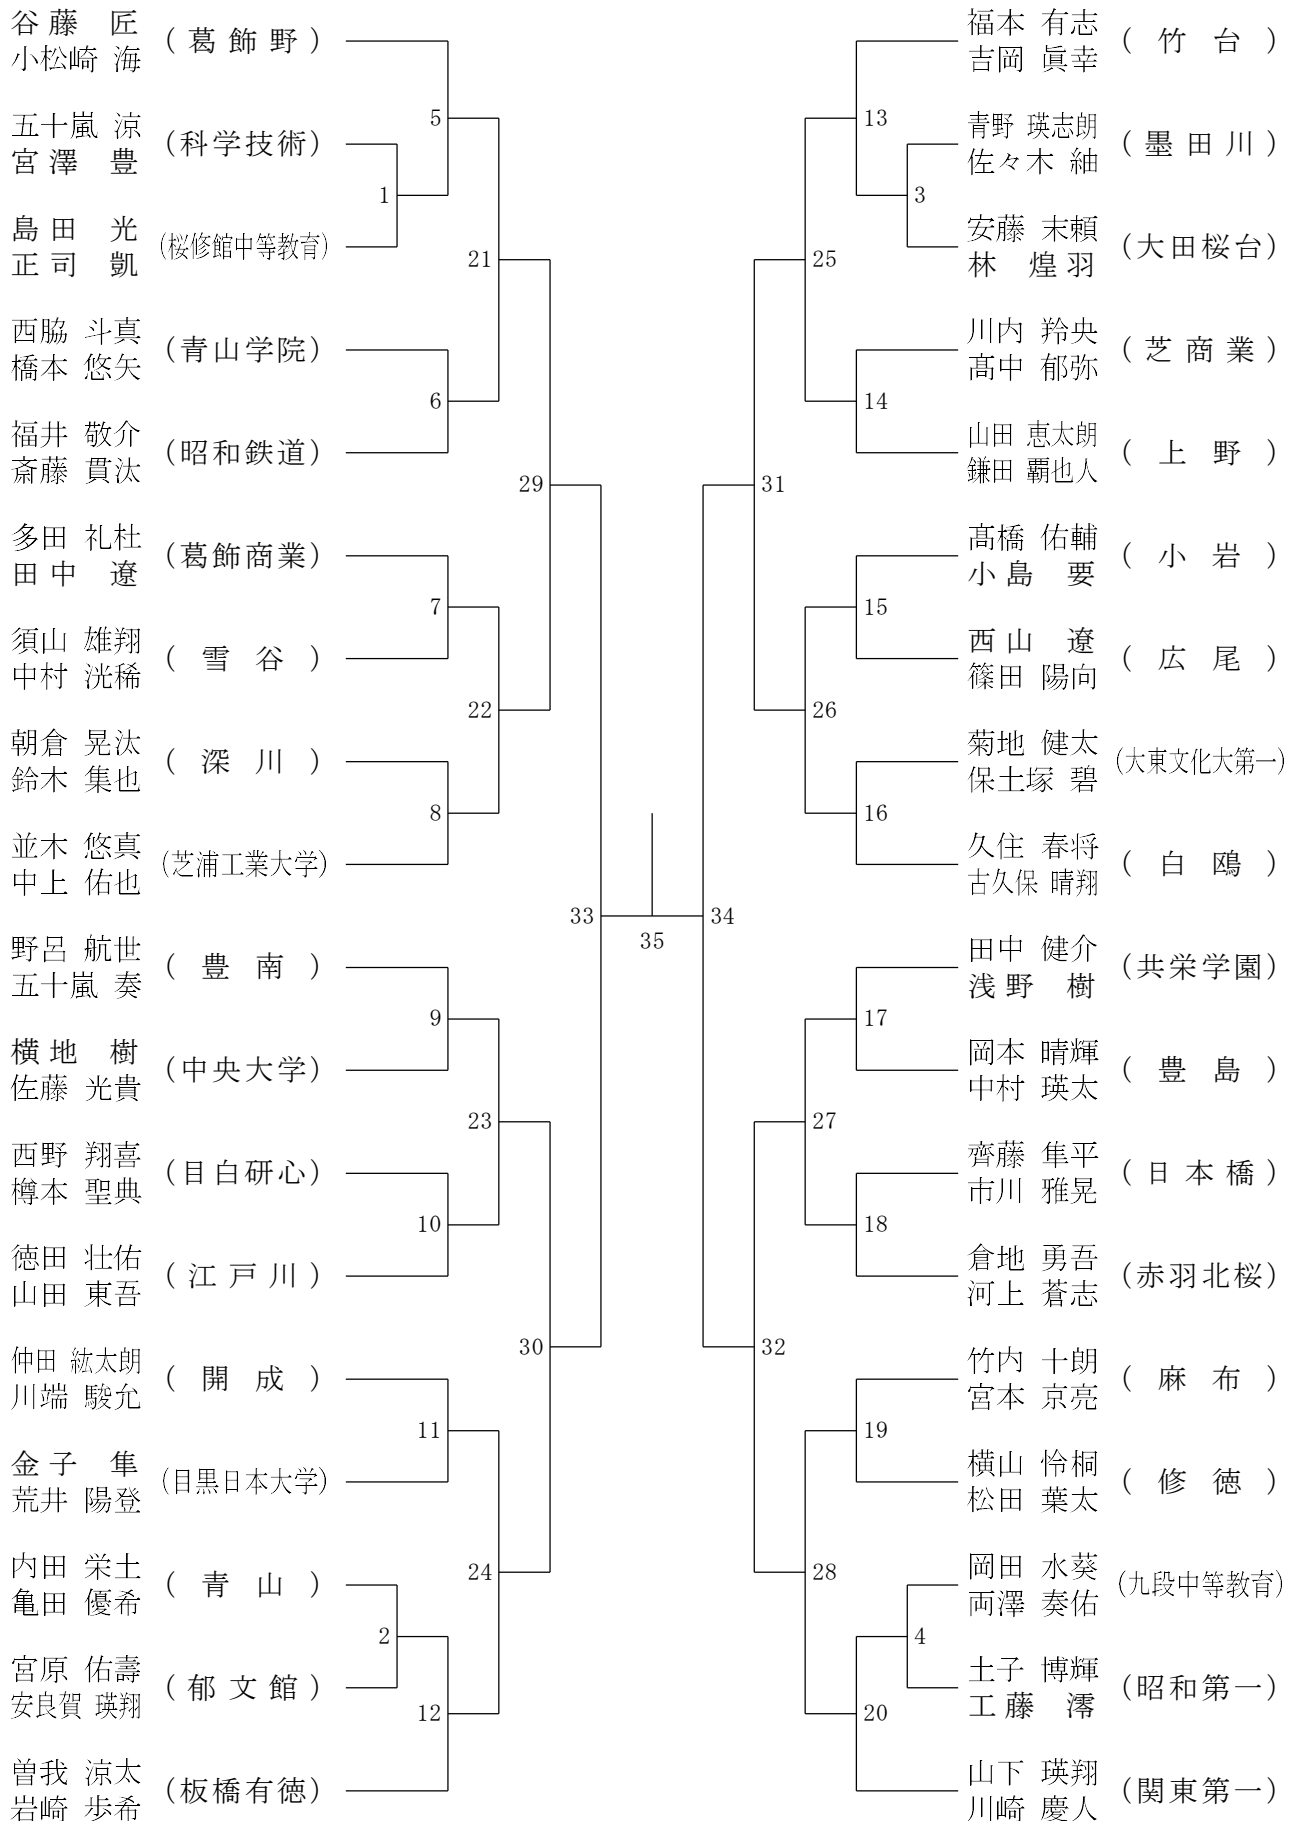 谷藤 匠
小松崎 海
(葛飾野)
五十嵐 涼
宮澤 豊
(科学技術)
島田 光
正司 凱
(桜修館中等教育)
西脇 斗真
橋本 悠矢
(青山学院)
福井 敬介
斎藤 貫汰
(昭和鉄道)
多田 礼杜
田中 遼
(葛飾商業)
須山 雄翔
中村 洸稀
(雪谷)
朝倉 晃汰
鈴木 集也
(深川)
並木 悠真
中上 佑也
(芝浦工業大学)
野呂 航世
五十嵐 奏
(豊南)
横地 樹
佐藤 光貴
(中央大学)
西野 翔喜
樽本 聖典
(目白研心)
徳田 壮佑
山田 東吾
(江戸川)
仲田 紘太朗
川端 駿允
(開成)
金子 隼
荒井 陽登
(目黒日本大学)
内田 栄士
亀田 優希
(青山)
宮原 佑壽
安良賀 瑛翔
(郁文館)
曽我 涼太
岩崎 歩希
(板橋有徳)
5
1
21
6
29
7
22
8
33
9
23
10
30
11
24
2
12
35
34
13
3
25
14
31
15
26
16
17
27
18
32
19
28
4
20
福本 有志
吉岡 眞幸
(竹台)
青野 瑛志朗
佐々木 紬
(墨田川)
安藤 末頼
林 煌羽
(大田桜台)
川内 羚央
髙中 郁弥
(芝商業)
山田 恵太朗
鎌田 覇也人
(上野)
髙橋 佑輔
小島 要
(小岩)
西山 遼
篠田 陽向
(広尾)
菊地 健太
保土塚 碧
(大東文化大第一)
久住 春将
古久保 晴翔
(白鴎)
田中 健介
浅野 樹
(共栄学園)
岡本 晴輝
中村 瑛太
(豊島)
齊藤 隼平
市川 雅晃
(日本橋)
倉地 勇吾
河上 蒼志
(赤羽北桜)
竹内 十朗
宮本 京亮
(麻布)
横山 怜桐
松田 葉太
(修徳)
岡田 水葵
両澤 奏佑
(九段中等教育)
土子 博輝
工藤 澪
(昭和第一)
山下 瑛翔
川崎 慶人
(関東第一)